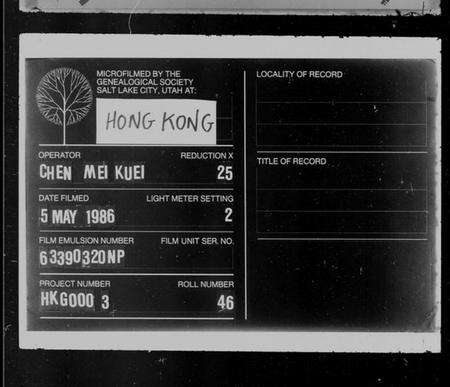 MICROFILMED BY THE
GENEALOGICAL SOCIETY
SALT LAKE CITY, UTAH AT:
HONG KONG
OPERATOR REDUCTION X
CHEN MEI KUEI 25
DATE FILMED LIGHT METER SETTING
5 MAY 1986 2
FILM EMULSION NUMBER FILM UNIT SER. NO.
63390320NP
PROJECT NUMBER ROLL NUMBER
HKG000 3 46
LOCALITY OF RECORD
TITLE OF RECORD